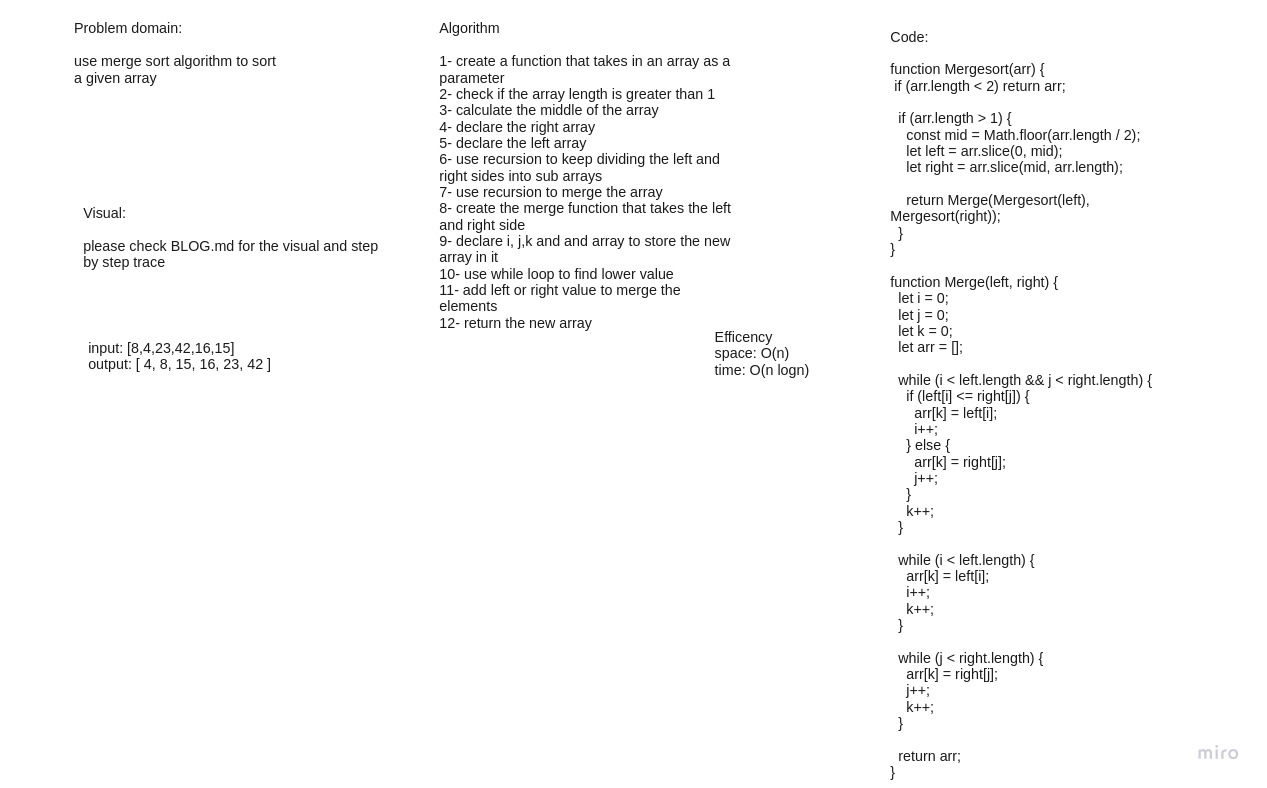 Problem domain:
use merge sort algorithm to sort
a given array
Visual:
please check BLOG.md for the visual and step
by step trace
input: [8,4,23,42,16,15]
output: [ 4, 8, 15, 16, 23, 42 ]
Algorithm
1- create a function that takes in an array as a
parameter
2- check if the array length is greater than 1
3- calculate the middle of the array
4- declare the right array
5- declare the left array
6- use recursion to keep dividing the left and
right sides into sub arrays
7- use recursion to merge the array
8- create the merge function that takes the left
and right side
9- declare i, j,k and and array to store the new
array in it
10- use while loop to find lower value
11- add left or right value to merge the
elements
12- return the new array
Efficency
space: O(n)
time: O(n logn)
Code:
function Mergesort(arr) {
if (arr.length < 2) return arr;
if (arr.length > 1) {
const mid = Math.floor(arr.length / 2);
let left = arr.slice(0, mid);
let right = arr.slice(mid, arr.length);
return Merge(Mergesort(left),
Mergesort(right));
}
}
function Merge(left, right) {
let i = 0;
let j = 0;
let k = 0;
let arr = [];
while (i < left.length && j < right.length) {
if (left[i] <= right[j]) {
arr[k] = left[i];
i++;
} else {
arr[k] = right[j];
j++;
}
k++;
}
while (i < left.length) {
arr[k] = left[i];
i++;
k++;
}
while (j < right.length) {
arr[k] = right[j];
j++;
k++;
}
return arr;
}
miro